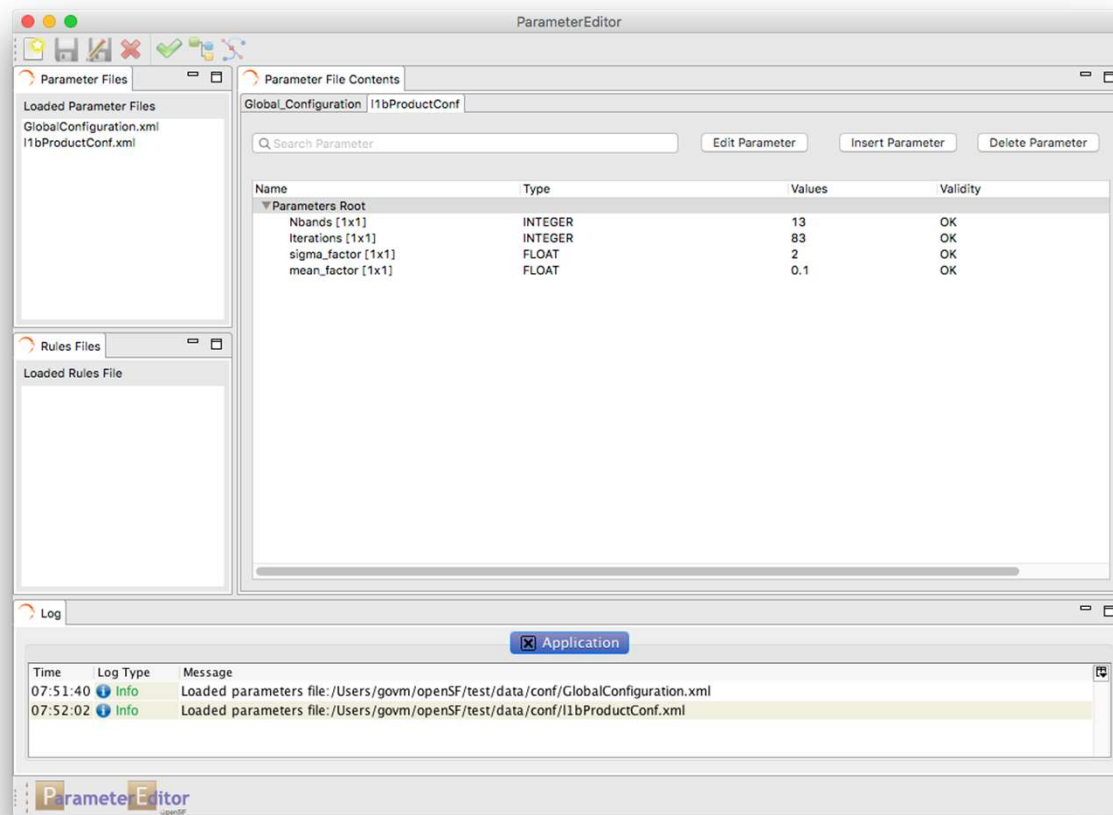 ParameterEditor
Parameter Files
Loaded Parameter Files
GlobalConfiguration.xml
l1bProductConf.xml
Rules Files
Loaded Rules File
Parameter File Contents
Global_Configuration l1bProductConf
Search Parameter Edit Parameter Insert Parameter Delete Parameter
Name Type Values Validity
Parameters Root
Nbands [1x1] INTEGER 13 OK
Iterations [1x1] INTEGER 83 OK
sigma_factor [1x1] FLOAT 2 OK
mean_factor [1x1] FLOAT 0.1 OK
Log
Application
Time Log Type Message
07:51:40 Info Loaded parameters file:/Users/govm/openSF/test/data/conf/GlobalConfiguration.xml
07:52:02 Info Loaded parameters file:/Users/govm/openSF/test/data/conf/l1bProductConf.xml
ParameterEditor
OpenSF